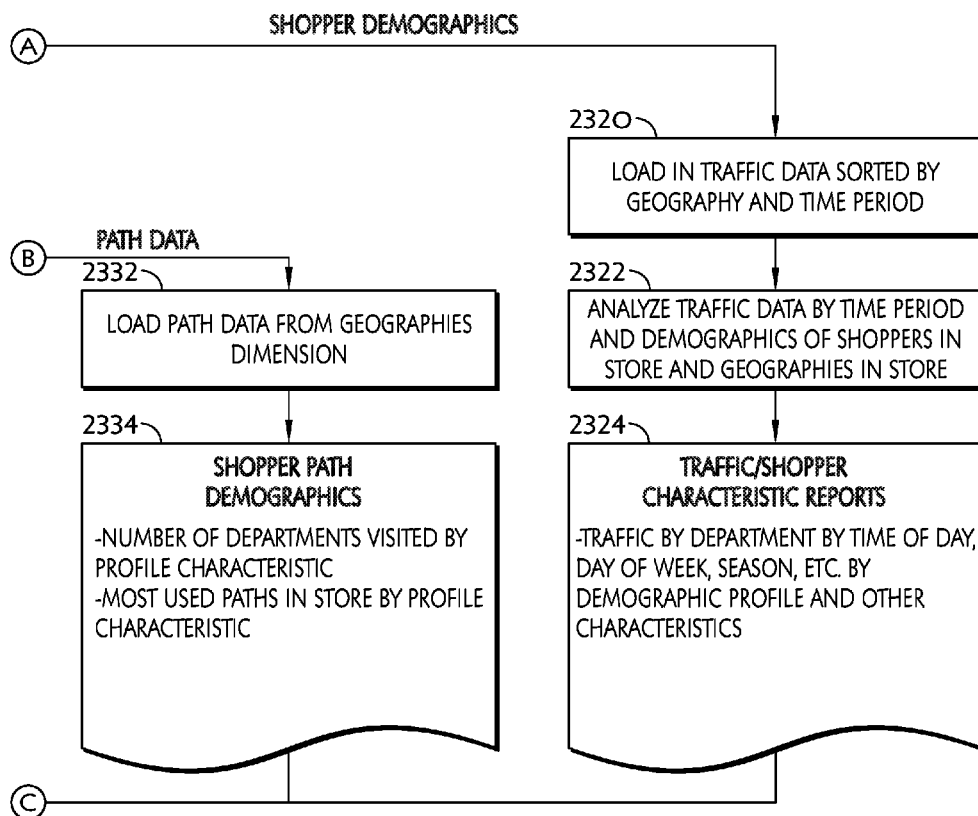 A
SHOPPER DEMOGRAPHICS
2320
LOAD IN TRAFFIC DATA SORTED BY
GEOGRAPHY AND TIME PERIOD
B
PATH DATA
2332
LOAD PATH DATA FROM GEOGRAPHIES
DIMENSION
2322
ANALYZE TRAFFIC DATA BY TIME PERIOD
AND DEMOGRAPHICS OF SHOPPERS IN
STORE AND GEOGRAPHIES IN STORE
2334
SHOPPER PATH
DEMOGRAPHICS
-NUMBER OF DEPARTMENTS VISITED BY
PROFILE CHARACTERISTIC
-MOST USED PATHS IN STORE BY PROFILE
CHARACTERISTIC
2324
TRAFFIC/SHOPPER
CHARACTERISTIC REPORTS
-TRAFFIC BY DEPARTMENT BY TIME OF DAY,
DAY OF WEEK, SEASON, ETC. BY
DEMOGRAPHIC PROFILE AND OTHER
CHARACTERISTICS
C